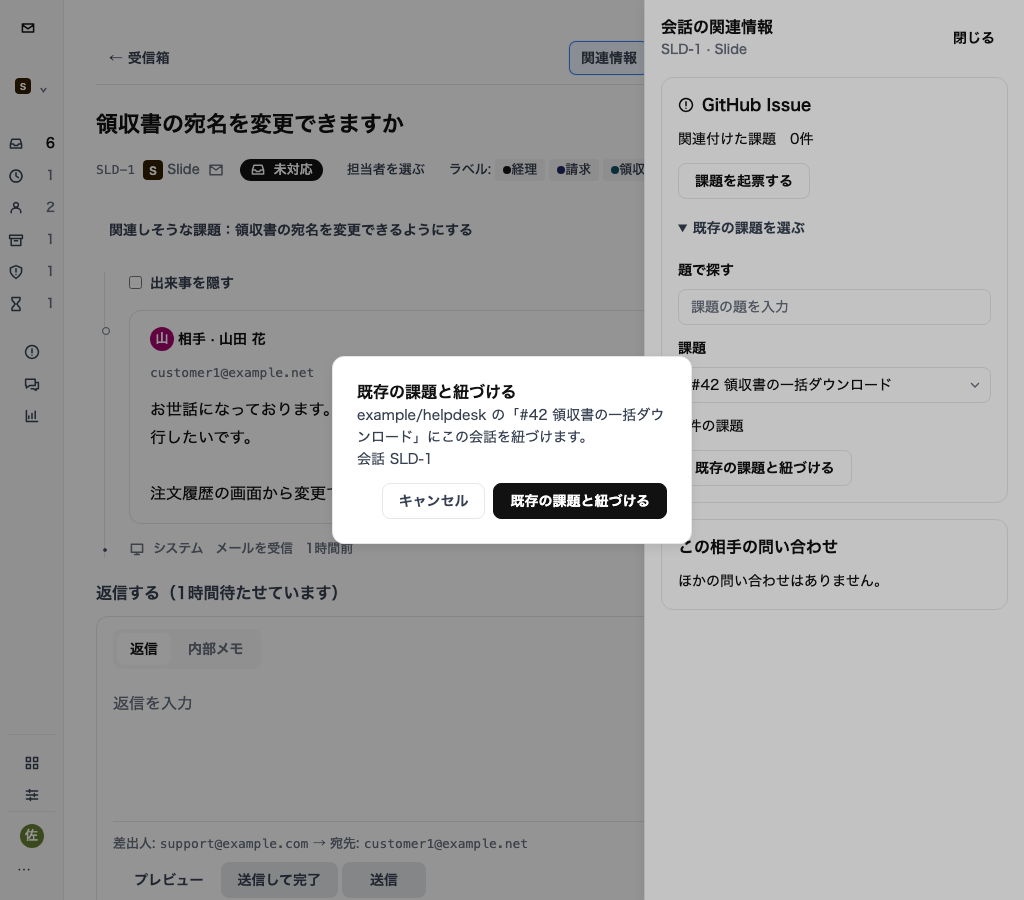 ← 受信箱
関連情報
領収書の宛名を変更できますか
SLD-1 S Slide 未対応 担当者を選ぶ ラベル: 経理 請求 領収
関連しそうな課題：領収書の宛名を変更できるようにする
出来事を隠す
山 相手 · 山田 花
customer1@example.net
お世話になっております。
行したいです。
注文履歴の画面から変更
システム メールを受信 1時間前
返信する（1時間待たせています）
返信 内部メモ
返信を入力
差出人: support@example.com → 宛先: customer1@example.net
プレビュー 送信して完了 送信
S
6
1
2
1
1
1
佐
…
会話の関連情報
SLD-1 · Slide
閉じる
GitHub Issue
関連付けた課題 0件
課題を起票する
▼ 既存の課題を選ぶ
題で探す
課題の題を入力
課題
#42 領収書の一括ダウンロード
件の課題
既存の課題と紐づける
この相手の問い合わせ
ほかの問い合わせはありません。
既存の課題と紐づける
example/helpdesk の「#42 領収書の一括ダウ
ンロード」にこの会話を紐づけます。
会話 SLD-1
キャンセル 既存の課題と紐づける